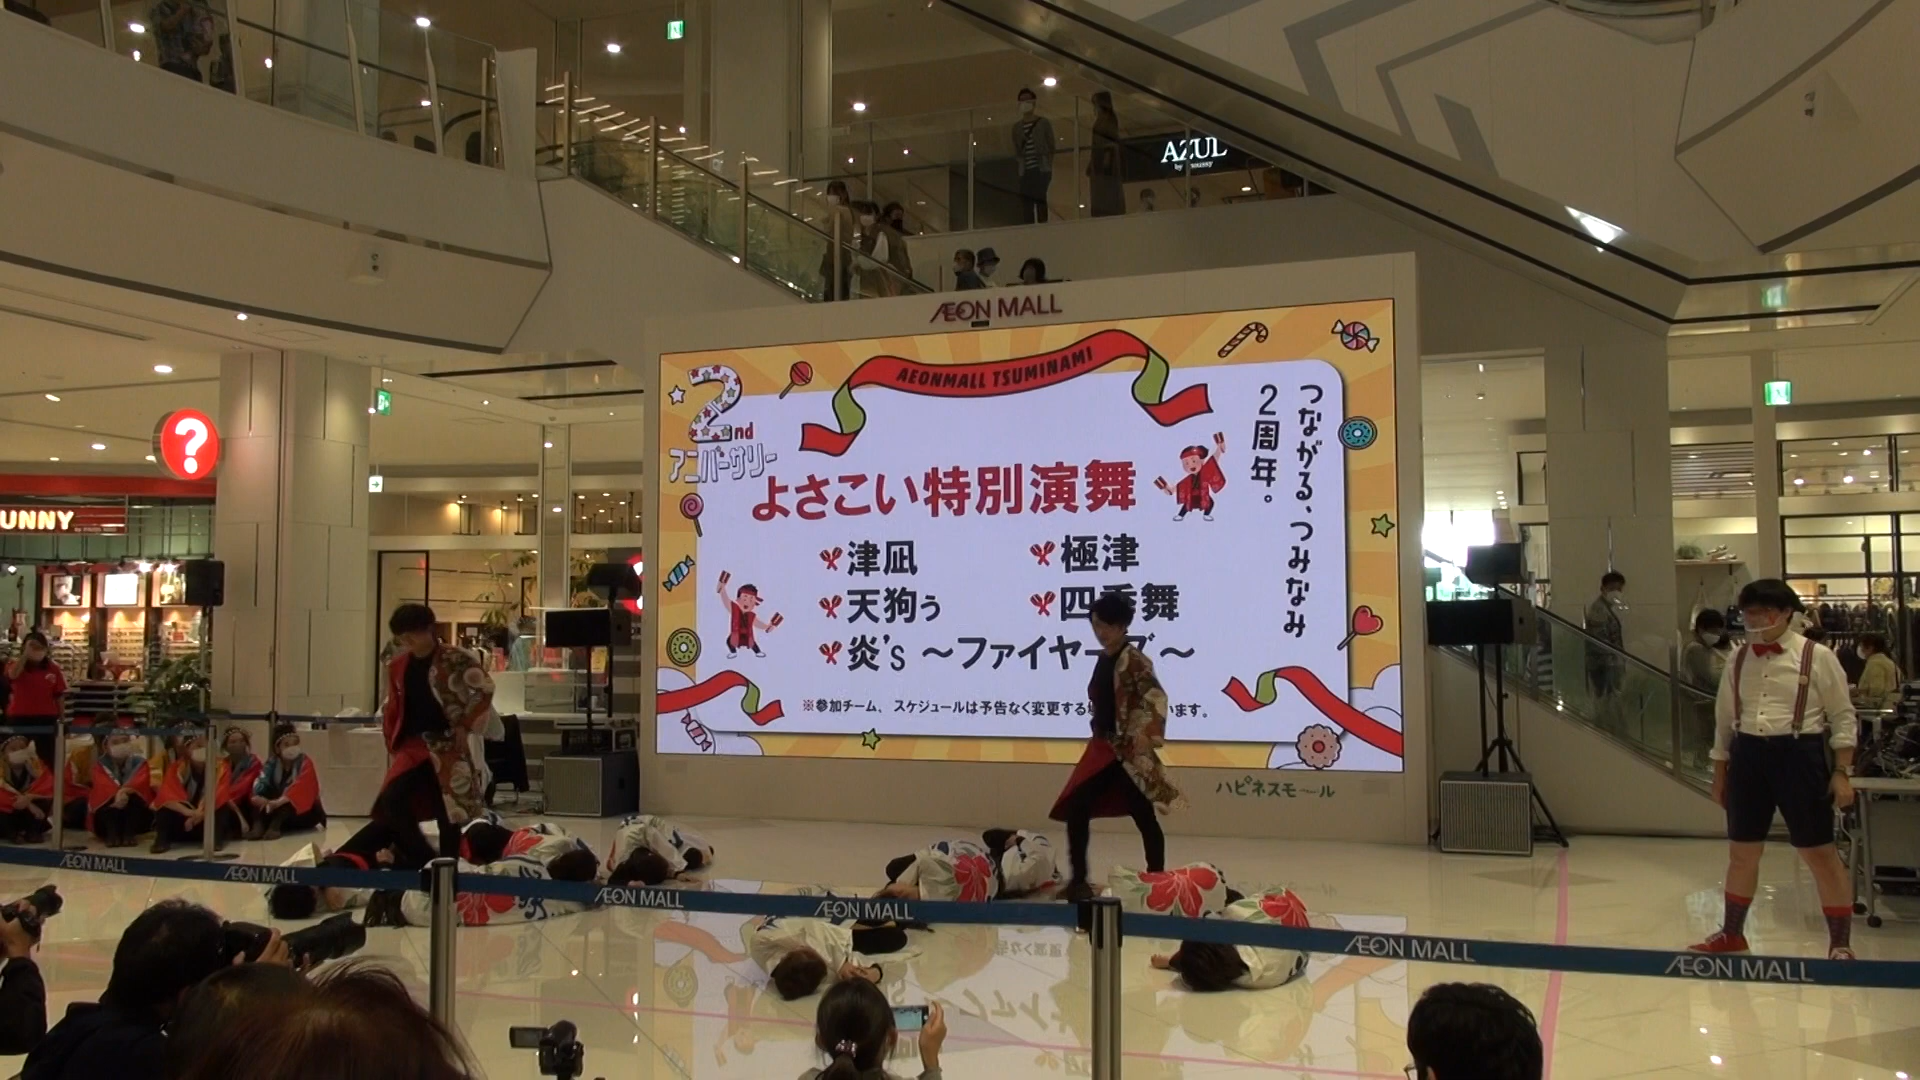 AZUL
by moussy
ÆON MALL
AEONMALL TSUMINAMI
2nd
アニバーサリー
つながる、つみなみ
2周年。
よさこい特別演舞
津凪
極津
天狗ぅ
四季舞
炎's ～ファイヤーズ～
※参加チーム、スケジュールは予告なく変更する
います。
ハピネスモール
?
UNNY
ÆON MALL
ÆON MALL
ÆON MALL
ÆON MALL
ÆON MALL
ÆON MALL